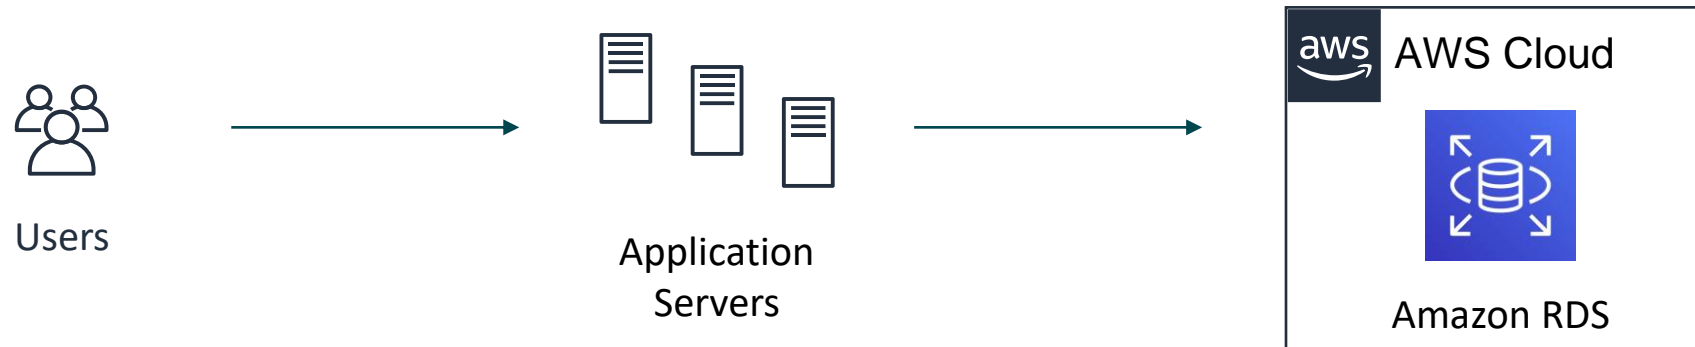 Users
Application
Servers
aws
AWS Cloud
Amazon RDS